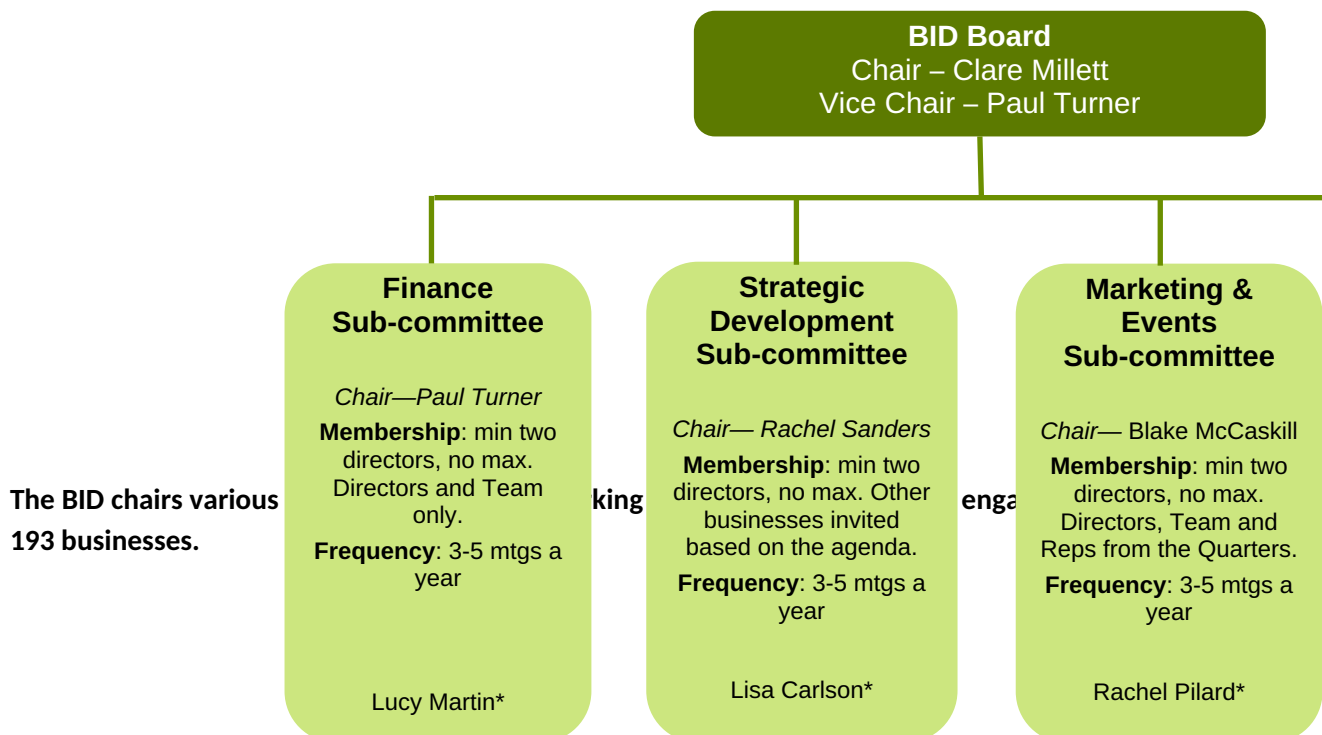 BID Board
Chair – Clare Millett
Vice Chair – Paul Turner
Finance
Sub-committee
Chair—Paul Turner
Membership: min two
directors, no max.
Directors and Team
only.
Frequency: 3-5 mtgs a
year
Lucy Martin*
Strategic
Development
Sub-committee
Chair— Rachel Sanders
Membership: min two
directors, no max. Other
businesses invited
based on the agenda.
Frequency: 3-5 mtgs a
year
Lisa Carlson*
Marketing &
Events
Sub-committee
Chair— Blake McCaskill
Membership: min two
directors, no max.
Directors, Team and
Reps from the Quarters.
Frequency: 3-5 mtgs a
year
Rachel Pilard*
The BID chairs various
193 businesses.